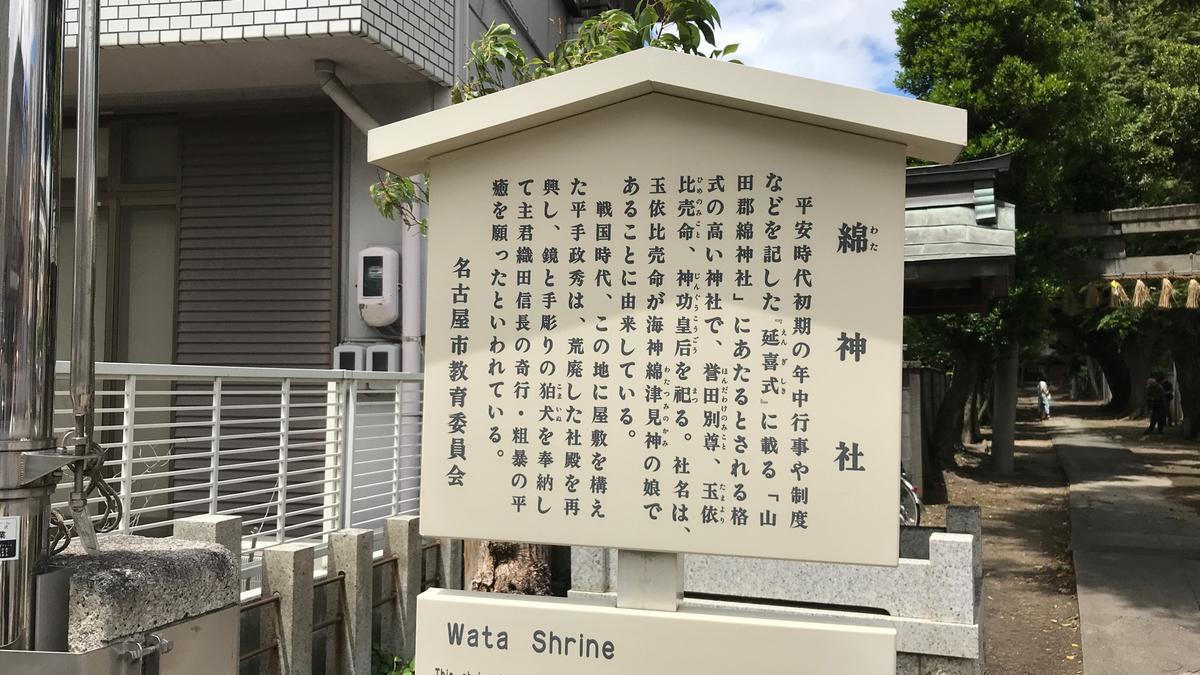 綿神社
平安時代初期の年中行事や制度
などを記した『延喜式』に載る「山
田郡綿神社」にあたるとされる格
式の高い神社で、誉田別尊、玉依
比売命、神功皇后を祀る。社名は、
玉依比売命が海神綿津見神の娘で
あることに由来している。
戦国時代、この地に屋敷を構え
た平手政秀は、荒廃した社殿を再
興し、鏡と手彫りの狛犬を奉納し
て主君織田信長の奇行・粗暴の平
癒を願ったといわれている。
名古屋市教育委員会
Wata Shrine